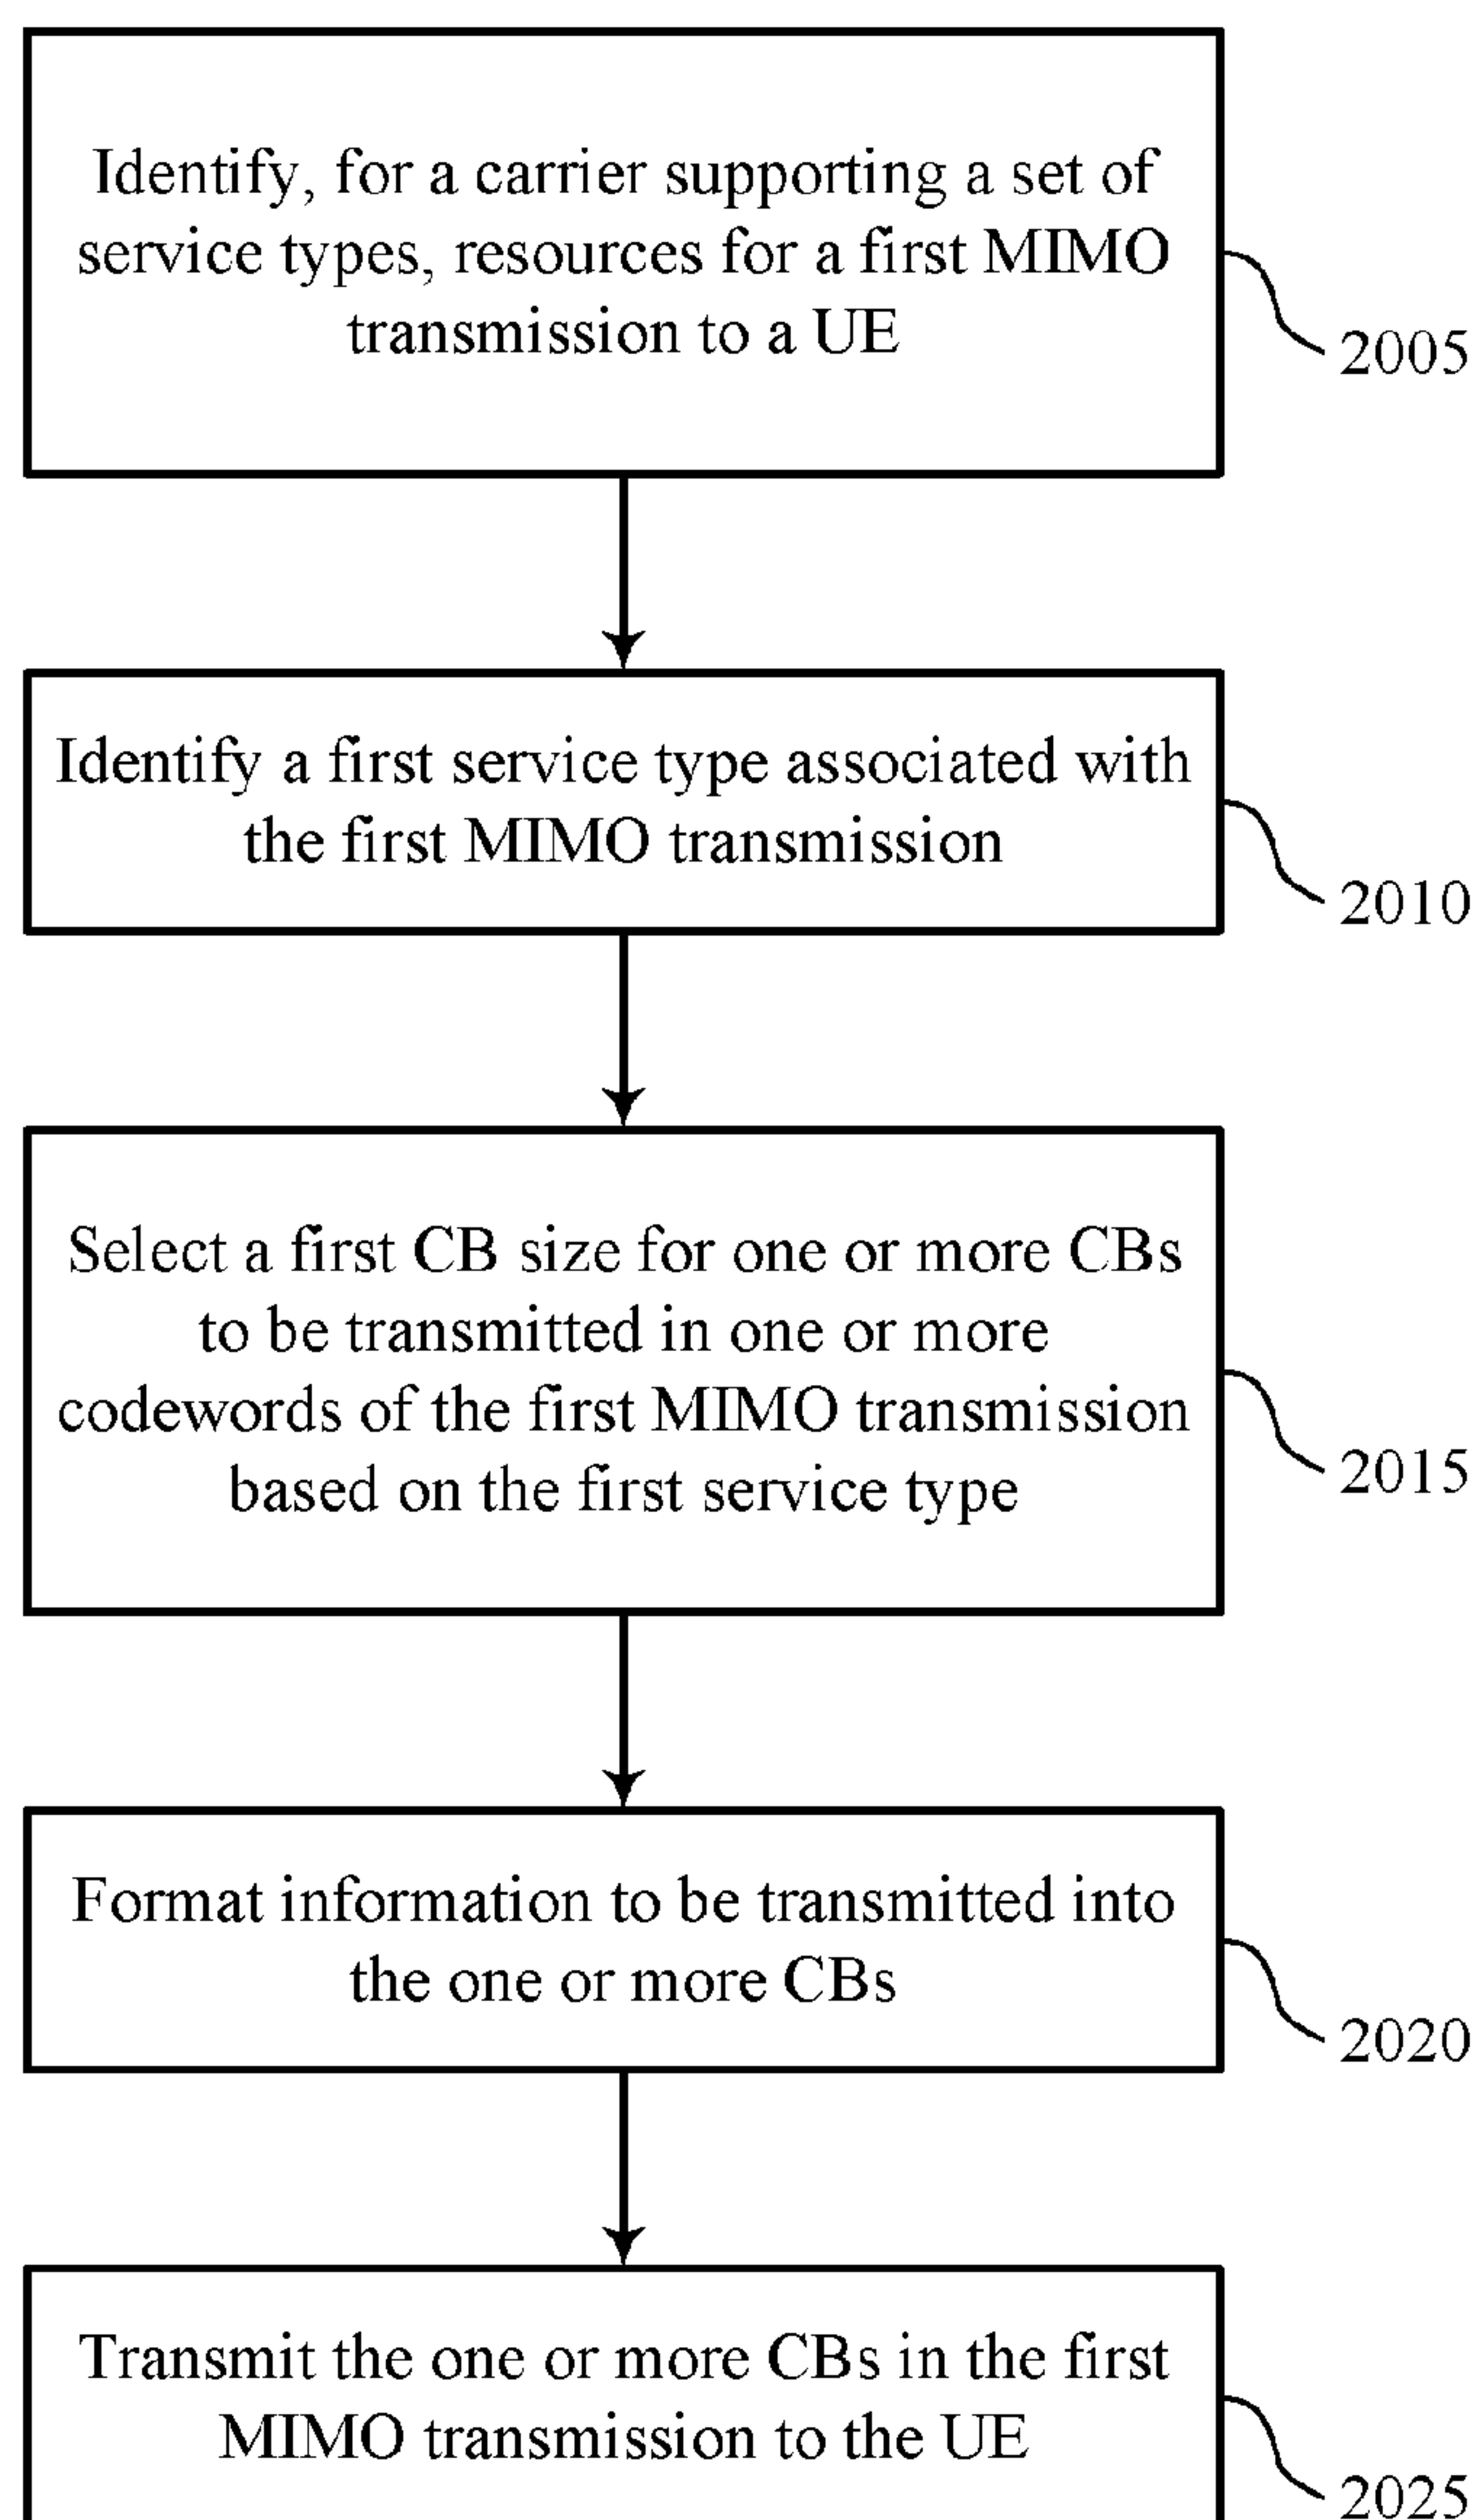 Identify, for a carrier supporting a set of
service types, resources for a first MIMO
transmission to a UE
2005
Identify a first service type associated with
the first MIMO transmission
2010
Select a first CB size for one or more CBs
to be transmitted in one or more
codewords of the first MIMO transmission
based on the first service type
2015
Format information to be transmitted into
the one or more CBs
2020
Transmit the one or more CBs in the first
MIMO transmission to the UE
2025